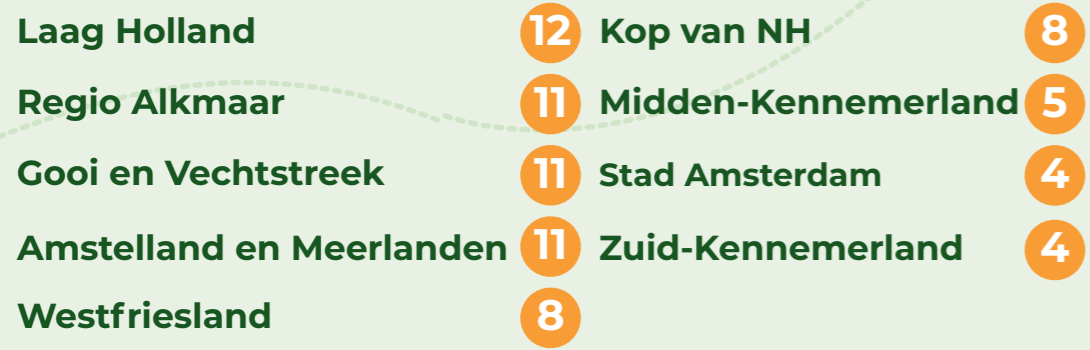 Laag Holland 12
Regio Alkmaar 11
Gooi en Vechtstreek 11
Amstelland en Meerlanden 11
Westfriesland 8
Kop van NH 8
Midden-Kennemerland 5
Stad Amsterdam 4
Zuid-Kennemerland 4